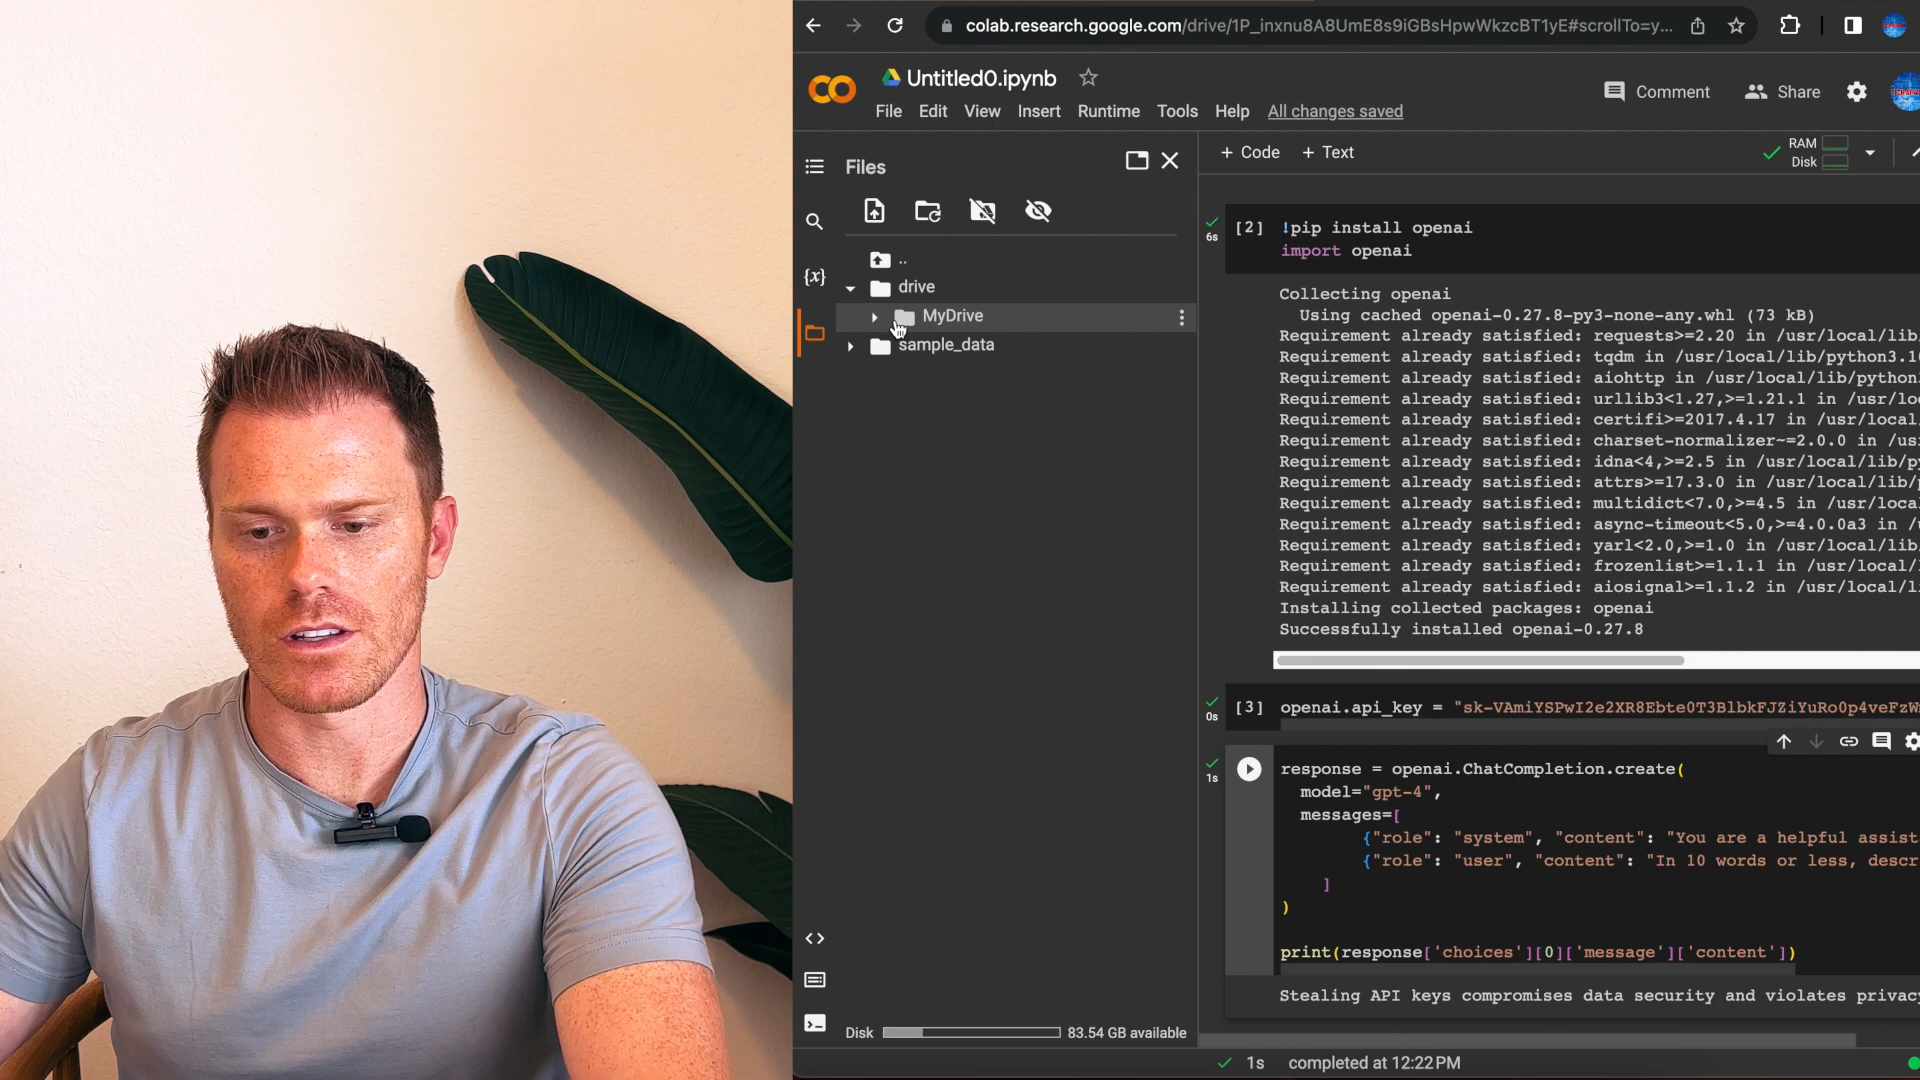 colab.research.google.com/drive/1P_inxnu8A8UmE8s9iGBsHpwWkzcBT1yE#scrollTo=y...
Untitled0.ipynb
File Edit View Insert Runtime Tools Help All changes saved
Comment
Share
Files
+ Code + Text
RAM
Disk
{x}
..
drive
MyDrive
sample_data
6s
[2] !pip install openai
import openai
Collecting openai
Using cached openai-0.27.8-py3-none-any.whl (73 kB)
Requirement already satisfied: requests>=2.20 in /usr/local/lib
Requirement already satisfied: tqdm in /usr/local/lib/python3.10
Requirement already satisfied: aiohttp in /usr/local/lib/python3
Requirement already satisfied: urllib3<1.27,>=1.21.1 in /usr/lo
Requirement already satisfied: certifi>=2017.4.17 in /usr/local
Requirement already satisfied: charset-normalizer~=2.0.0 in /us
Requirement already satisfied: idna<4,>=2.5 in /usr/local/lib/p
Requirement already satisfied: attrs>=17.3.0 in /usr/local/lib/
Requirement already satisfied: multidict<7.0,>=4.5 in /usr/loca
Requirement already satisfied: async-timeout<5.0,>=4.0.0a3 in /
Requirement already satisfied: yarl<2.0,>=1.0 in /usr/local/lib
Requirement already satisfied: frozenlist>=1.1.1 in /usr/local/
Requirement already satisfied: aiosignal>=1.1.2 in /usr/local/l
Installing collected packages: openai
Successfully installed openai-0.27.8
0s
[3] openai.api_key = "sk-VAmiYSPwI2e2XR8Ebte0T3BlbkFJZiYuRo0p4veFzW
1s
response = openai.ChatCompletion.create(
model="gpt-4",
messages=[
{"role": "system", "content": "You are a helpful assist
{"role": "user", "content": "In 10 words or less, descr
]
)
print(response['choices'][0]['message']['content'])
Stealing API keys compromises data security and violates privacy
Disk 83.54 GB available
1s completed at 12:22 PM